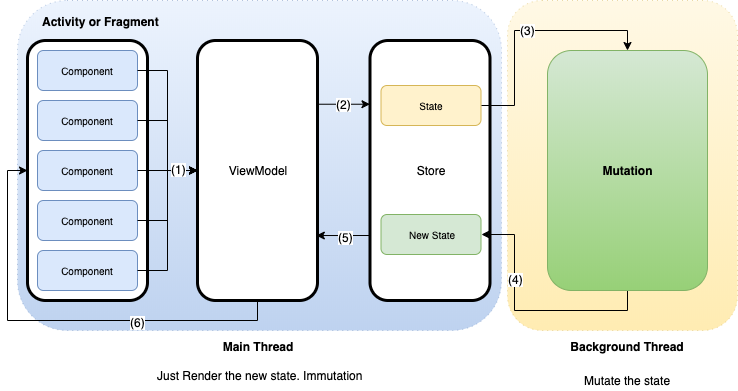 Activity or Fragment
Component
Component
Component
Component
Component
(1)
ViewModel
(2)
State
Store
New State
(5)
(3)
Mutation
(4)
(6)
Main Thread
Just Render the new state. Immutation
Background Thread
Mutate the state